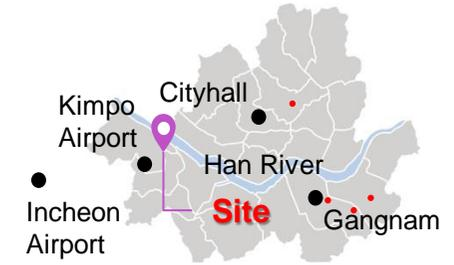 Cityhall
Kimpo
Airport
Han River
Site
Gangnam
Incheon
Airport